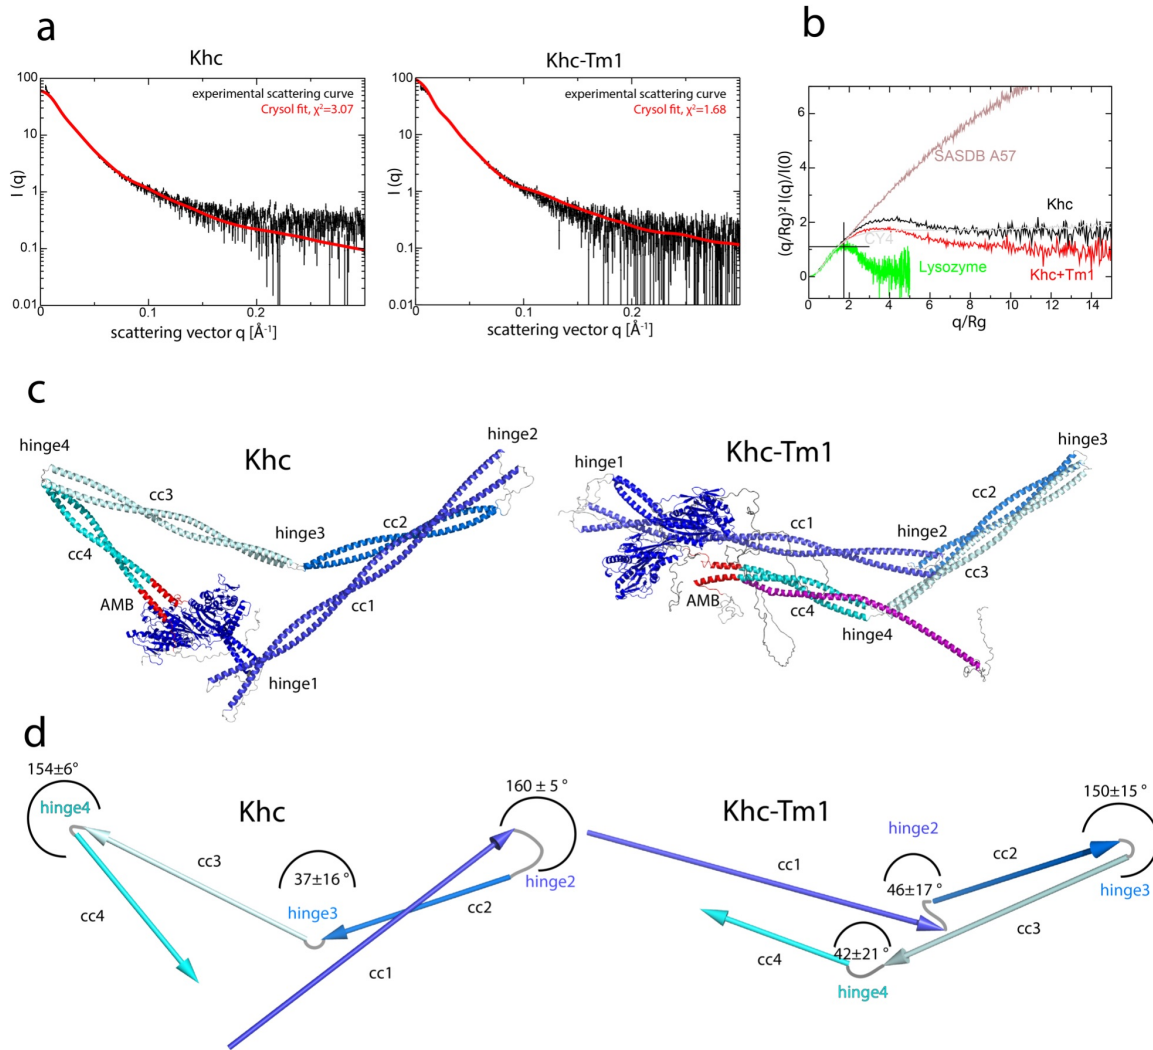 a
Khc
100
10
1
0.1
0.01
I (q)
experimental scattering curve
Crysol fit, χ²=3.07
0.1
0.2
scattering vector q [Å⁻¹]
Khc-Tm1
100
10
1
0.1
0.01
I (q)
experimental scattering curve
Crysol fit, χ²=1.68
0.1
0.2
scattering vector q [Å⁻¹]
b
6
4
2
0
(q/Rg)² I(q)/I(0)
SASDB A57
Khc
CY4
Khc+Tm1
Lysozyme
0
2
4
6
8
10
12
14
q/Rg
c
Khc
hinge4
cc3
cc4
AMB
hinge3
cc2
hinge2
cc1
hinge1
Khc-Tm1
hinge1
cc1
AMB
cc4
hinge4
hinge2
cc2
cc3
hinge3
d
Khc
154±6°
hinge4
cc3
cc4
37±16 °
hinge3
160 ± 5 °
hinge2
cc2
cc1
Khc-Tm1
hinge2
150±15 °
cc1
46±17 °
cc2
hinge3
cc3
42±21 °
cc4
hinge4